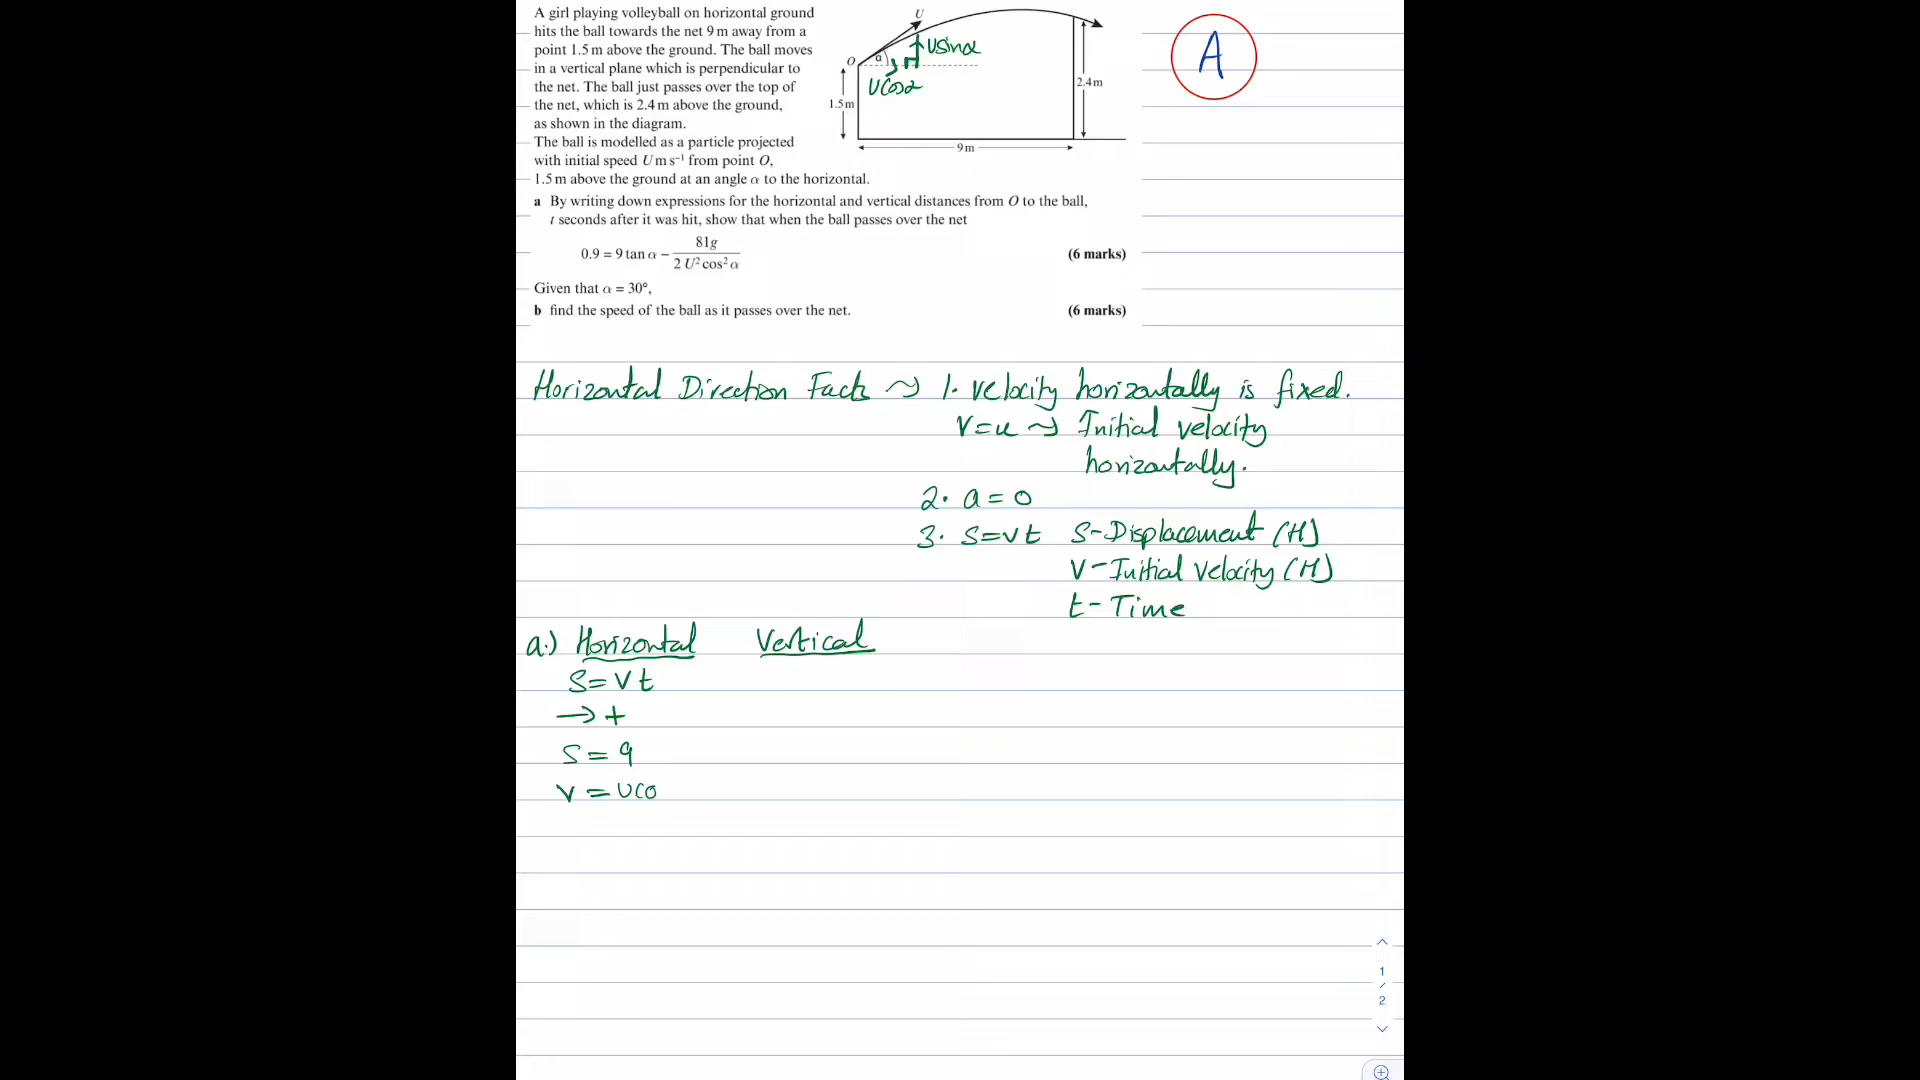 A girl playing volleyball on horizontal ground
hits the ball towards the net 9 m away from a
point 1.5 m above the ground. The ball moves
in a vertical plane which is perpendicular to
the net. The ball just passes over the top of
the net, which is 2.4 m above the ground,
as shown in the diagram.
The ball is modelled as a particle projected
with initial speed U m s⁻¹ from point O,
1.5 m above the ground at an angle α to the horizontal.
U
Usinα
O
α
Ucosα
1.5 m
2.4 m
9 m
A
a By writing down expressions for the horizontal and vertical distances from O to the ball,
t seconds after it was hit, show that when the ball passes over the net
0.9 = 9 tan α − 81g / 2 U² cos² α
(6 marks)
Given that α = 30°,
b find the speed of the ball as it passes over the net.
(6 marks)
Horizontal Direction Facts ~> 1. velocity horizontally is fixed.
V=u ~> Initial velocity
horizontally.
2. a = 0
3. S=vt S-Displacement (H)
V-Initial Velocity (H)
t- Time
a.) Horizontal Vertical
S= Vt
→ +
S = 9
V = UCO
1
2